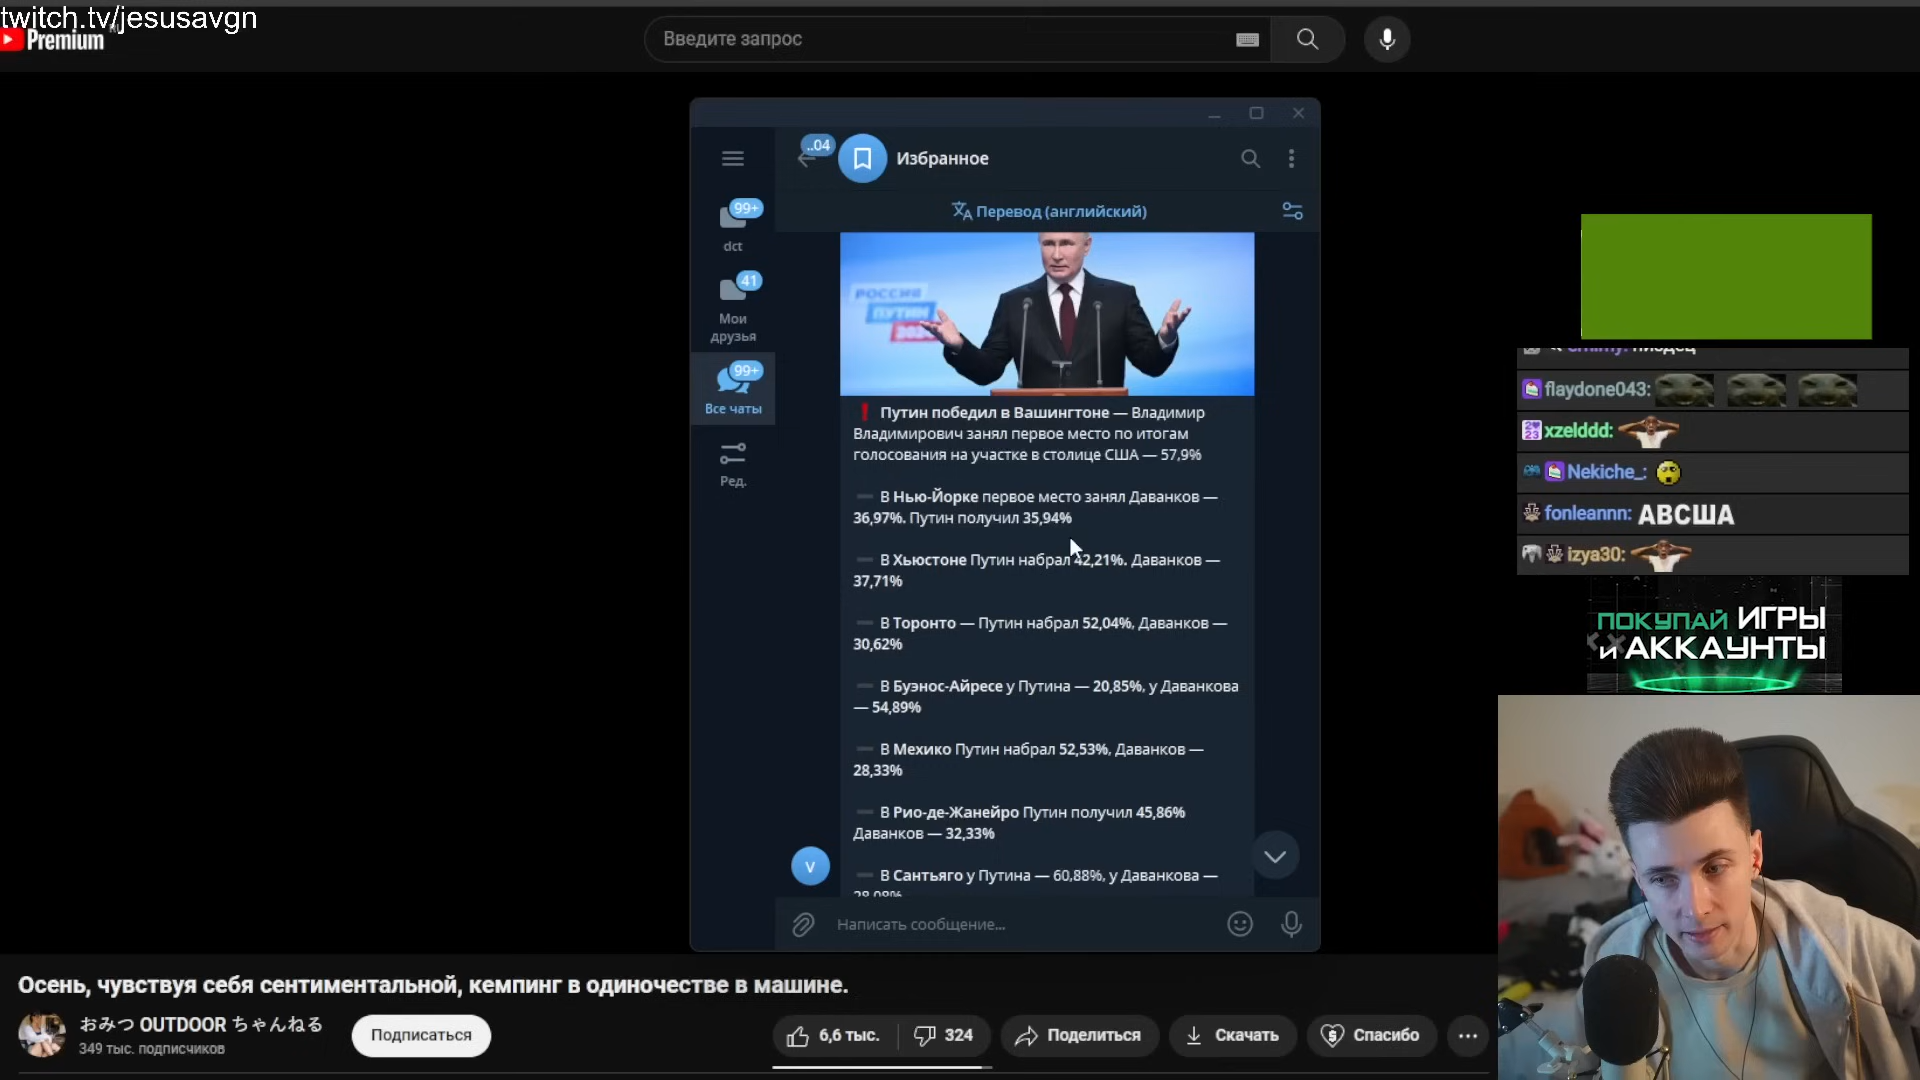 twitch.tv/jesusavgn
Premium
Введите запрос
..04
Избранное
Перевод (английский)
99+
dct
41
Мои
друзья
99+
Все чаты
Ред.
РОССИЯ
ПУТИН
2024
❗ Путин победил в Вашингтоне — Владимир
Владимирович занял первое место по итогам
голосования на участке в столице США — 57,9%
➖ В Нью-Йорке первое место занял Даванков —
36,97%. Путин получил 35,94%
➖ В Хьюстоне Путин набрал 42,21%. Даванков —
37,71%
➖ В Торонто — Путин набрал 52,04%, Даванков —
30,62%
➖ В Буэнос-Айресе у Путина — 20,85%, у Даванкова
— 54,89%
➖ В Мехико Путин набрал 52,53%, Даванков —
28,33%
➖ В Рио-де-Жанейро Путин получил 45,86%
Даванков — 32,33%
➖ В Сантьяго у Путина — 60,88%, у Даванкова —
V
Написать сообщение...
flaydone043:
xzelddd:
Nekiche_:
fonleannn: АВСША
izya30:
ПОКУПАЙ ИГРЫ
и АККАУНТЫ
Осень, чувствуя себя сентиментальной, кемпинг в одиночестве в машине.
おみつ OUTDOOR ちゃんねる
349 тыс. подписчиков
Подписаться
6,6 тыс.
324
Поделиться
Скачать
Спасибо